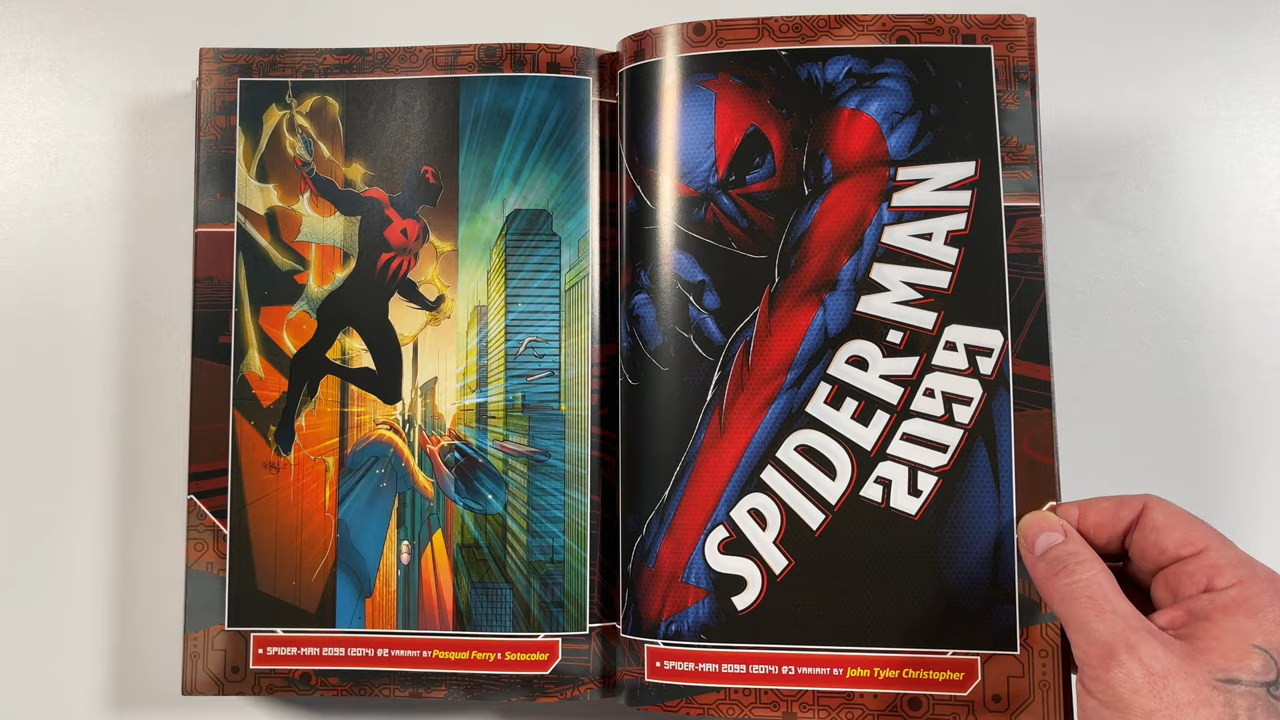 SPIDER-MAN 2099 (2014) #2 VARIANT BY Pasqual Ferry & Sotocolor
SPIDER-MAN
2099
SPIDER-MAN 2099 (2014) #3 VARIANT BY John Tyler Christopher